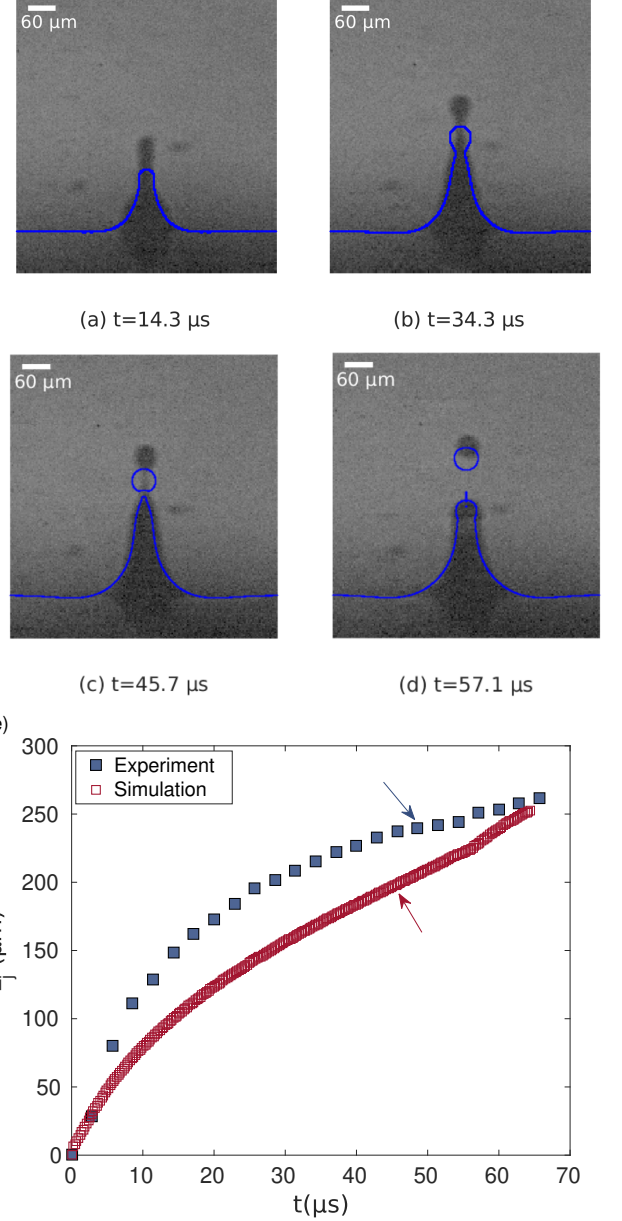 60 µm 60 µm
(a) t=14.3 µs (b) t=34.3 µs
60 µm 60 µm
(c) t=45.7 µs (d) t=57.1 µs
300
Experiment
Simulation
250
200
150
100
50
0
0 10 20 30 40 50 60 70
t(µs)